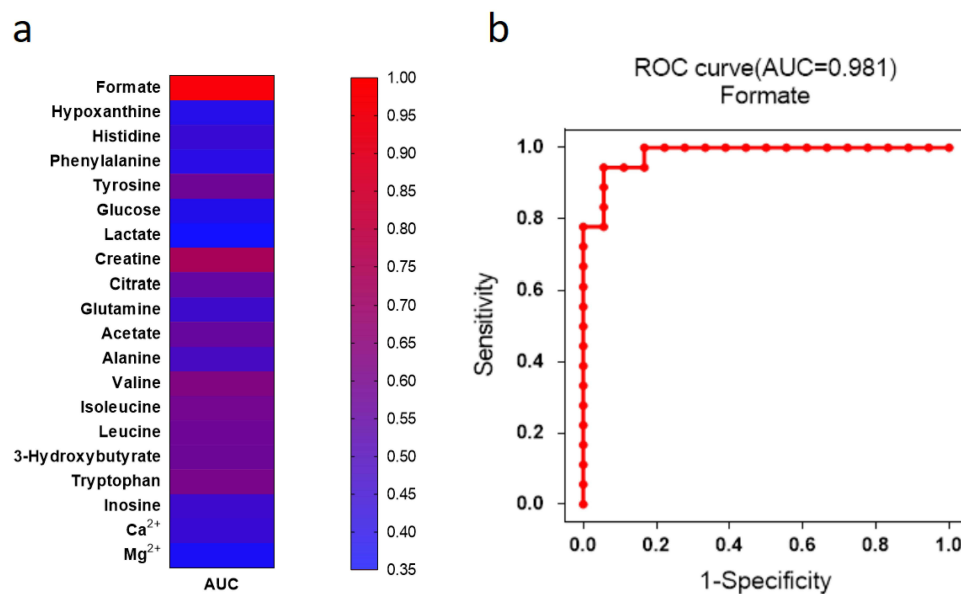 a
Formate
Hypoxanthine
Histidine
Phenylalanine
Tyrosine
Glucose
Lactate
Creatine
Citrate
Glutamine
Acetate
Alanine
Valine
Isoleucine
Leucine
3-Hydroxybutyrate
Tryptophan
Inosine
Ca²⁺
Mg²⁺
AUC
1.00
0.95
0.90
0.85
0.80
0.75
0.70
0.65
0.60
0.55
0.50
0.45
0.40
0.35
b
ROC curve(AUC=0.981)
Formate
Sensitivity
1.0
0.8
0.6
0.4
0.2
0.0
0.0 0.2 0.4 0.6 0.8 1.0
1-Specificity